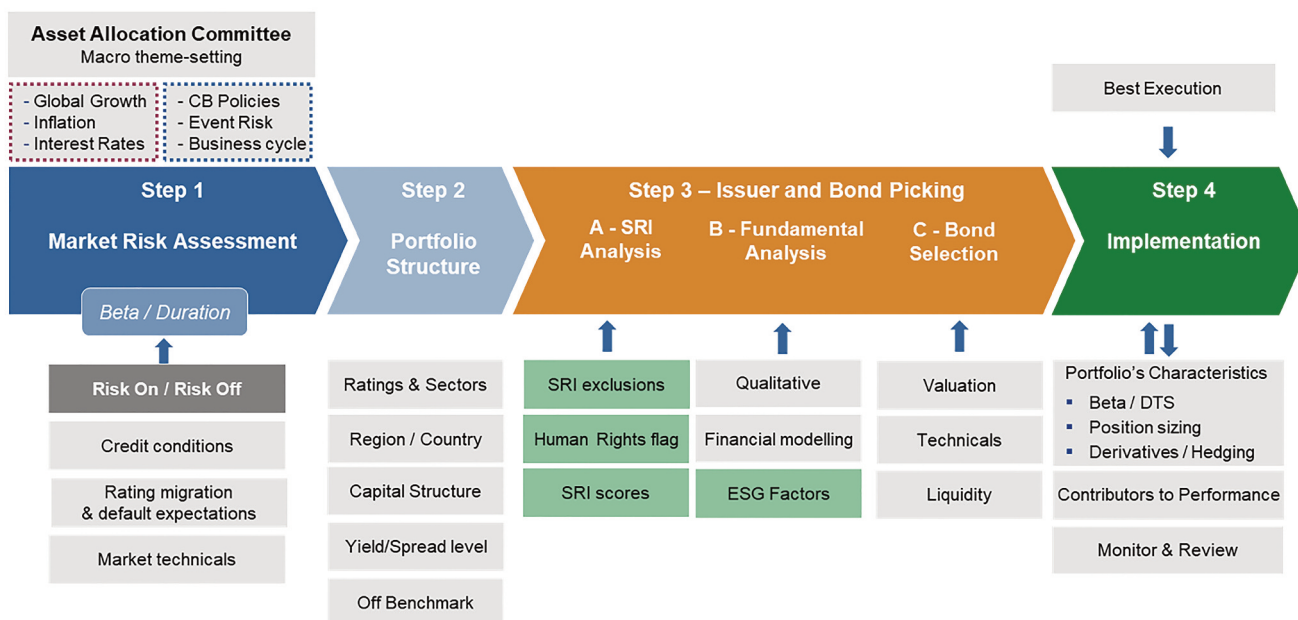 Asset Allocation Committee
Macro theme-setting
- Global Growth
- Inflation
- Interest Rates
- CB Policies
- Event Risk
- Business cycle
Best Execution
Step 1
Market Risk Assessment
Beta / Duration
Step 2
Portfolio
Structure
Step 3 – Issuer and Bond Picking
A - SRI
Analysis
B - Fundamental
Analysis
C - Bond
Selection
Step 4
Implementation
Risk On / Risk Off
Credit conditions
Rating migration
& default expectations
Market technicals
Ratings & Sectors
Region / Country
Capital Structure
Yield/Spread level
Off Benchmark
SRI exclusions
Human Rights flag
SRI scores
Qualitative
Financial modelling
ESG Factors
Valuation
Technicals
Liquidity
Portfolio's Characteristics
▪ Beta / DTS
▪ Position sizing
▪ Derivatives / Hedging
Contributors to Performance
Monitor & Review